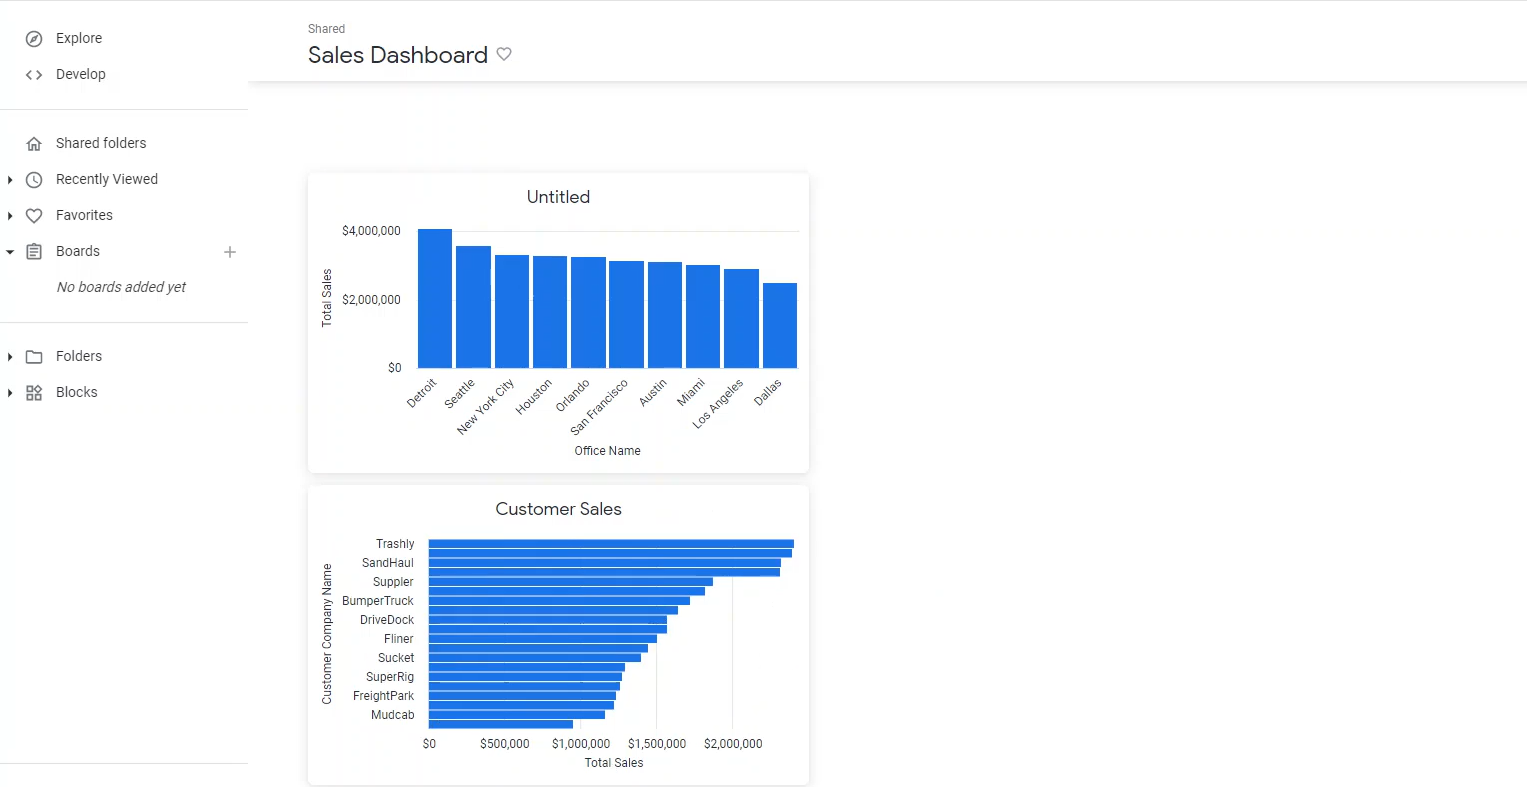 Explore
Develop
Shared folders
Recently Viewed
Favorites
Boards
No boards added yet
Folders
Blocks
Shared
Sales Dashboard
Untitled
Total Sales
$4,000,000
$2,000,000
$0
Detroit
Seattle
New York City
Houston
Orlando
San Francisco
Austin
Miami
Los Angeles
Dallas
Office Name
Customer Sales
Customer Company Name
Trashly
SandHaul
Suppler
BumperTruck
DriveDock
Fliner
Sucket
SuperRig
FreightPark
Mudcab
$0 $500,000 $1,000,000 $1,500,000 $2,000,000
Total Sales